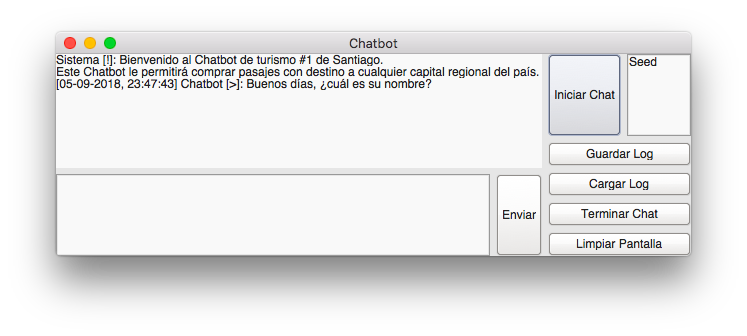 Chatbot
Sistema [!]: Bienvenido al Chatbot de turismo #1 de Santiago.
Este Chatbot le permitirá comprar pasajes con destino a cualquier capital regional del país.
[05-09-2018, 23:47:43] Chatbot [>]: Buenos días, ¿cuál es su nombre?
Iniciar Chat
Seed
Guardar Log
Cargar Log
Enviar
Terminar Chat
Limpiar Pantalla